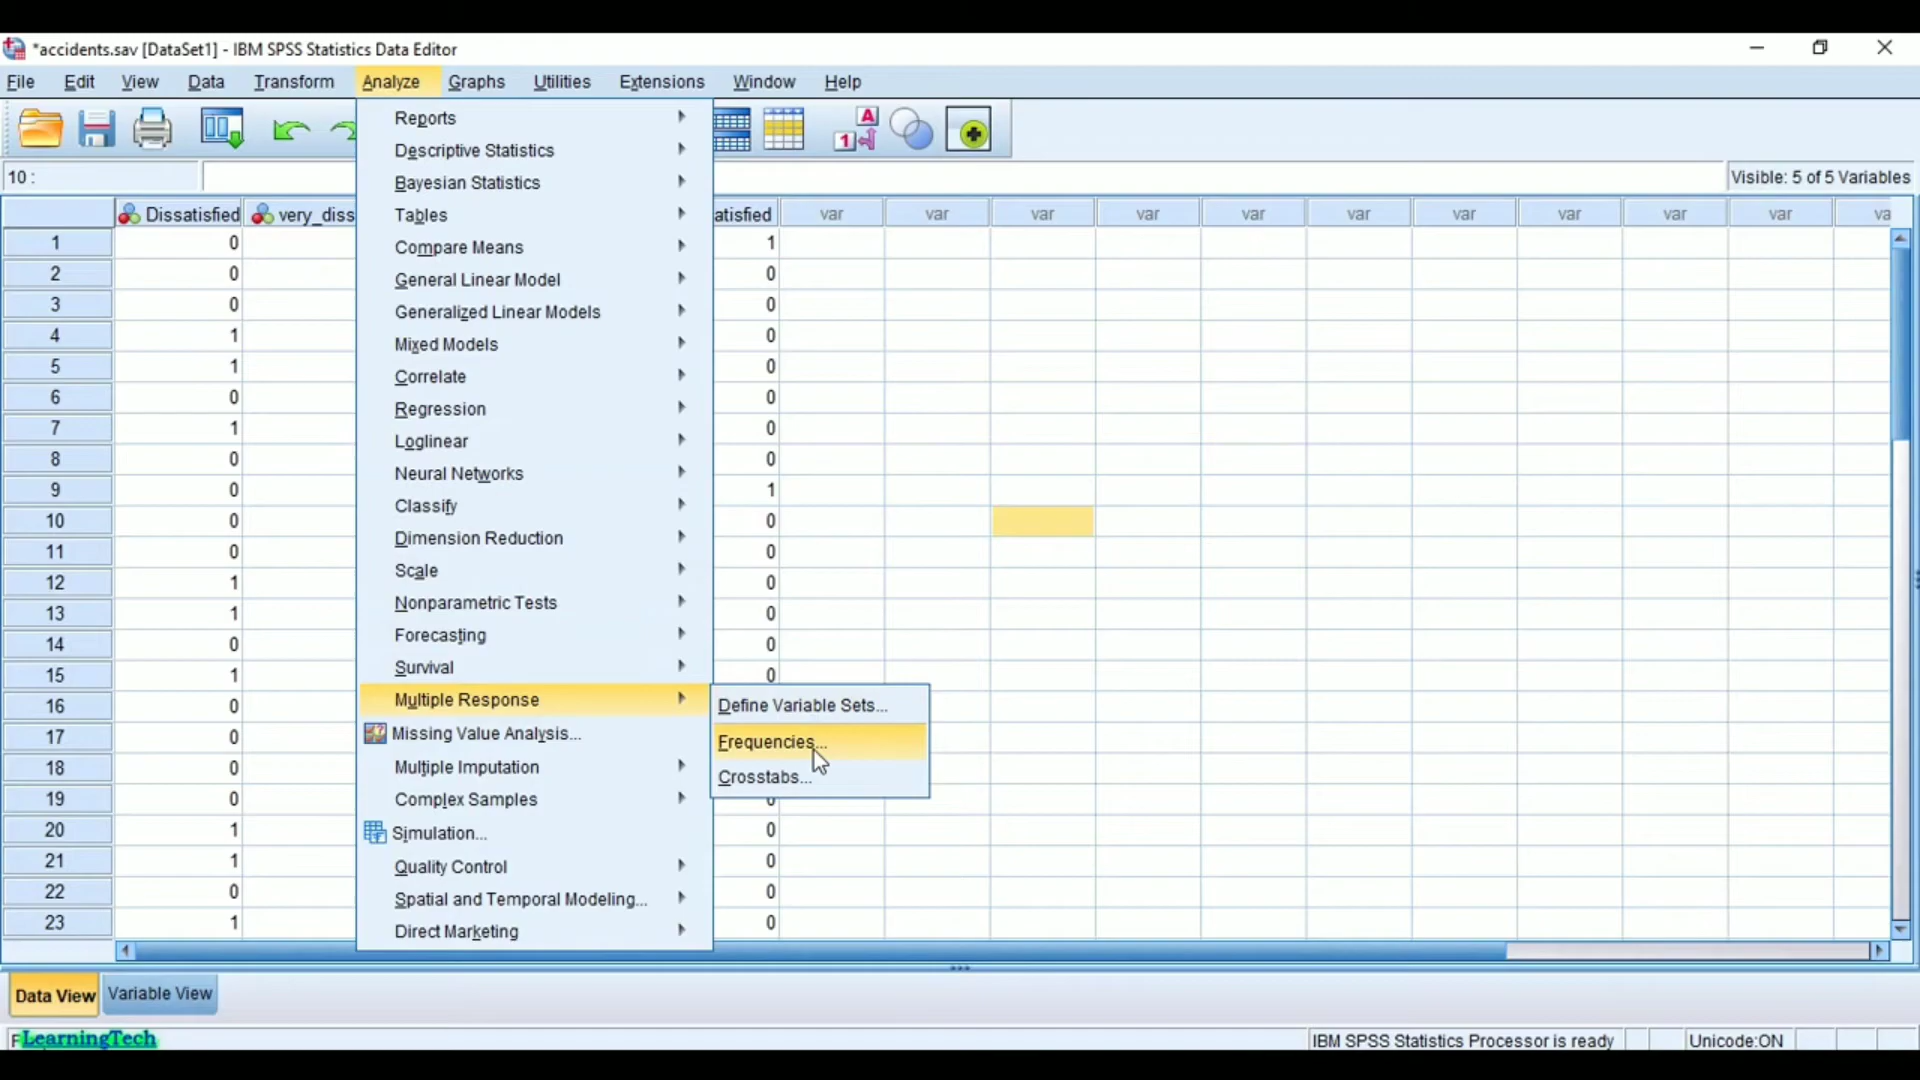 *accidents.sav [DataSet1] - IBM SPSS Statistics Data Editor
File Edit View Data Transform Analyze Graphs Utilities Extensions Window Help
10 :
Visible: 5 of 5 Variables
Dissatisfied very_diss atisfied var var var var var var var var var var va
1 0 1
2 0 0
3 0 0
4 1 0
5 1 0
6 0 0
7 1 0
8 0 0
9 0 1
10 0 0
11 0 0
12 1 0
13 1 0
14 0 0
15 1 0
16 0
17 0
18 0
19 0 0
20 1 0
21 1 0
22 0 0
23 1 0
Reports
Descriptive Statistics
Bayesian Statistics
Tables
Compare Means
General Linear Model
Generalized Linear Models
Mixed Models
Correlate
Regression
Loglinear
Neural Networks
Classify
Dimension Reduction
Scale
Nonparametric Tests
Forecasting
Survival
Multiple Response
Missing Value Analysis...
Multiple Imputation
Complex Samples
Simulation...
Quality Control
Spatial and Temporal Modeling...
Direct Marketing
Define Variable Sets...
Frequencies...
Crosstabs...
Data View Variable View
LearningTech
IBM SPSS Statistics Processor is ready Unicode:ON